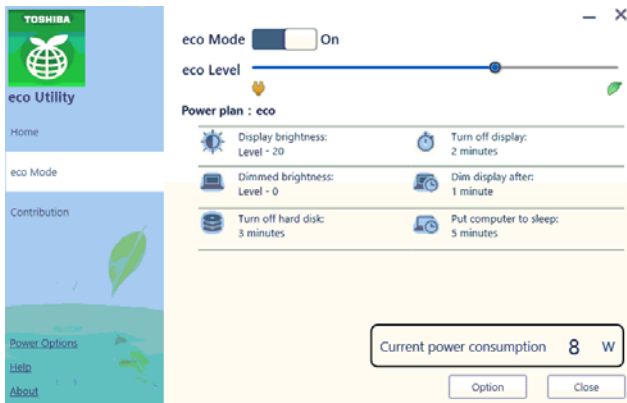 TOSHIBA
eco Utility
Home
eco Mode
Contribution
Power Options
Help
About
eco Mode On
eco Level
Power plan : eco
Display brightness:
Level - 20
Turn off display:
2 minutes
Dimmed brightness:
Level - 0
Dim display after:
1 minute
Turn off hard disk:
3 minutes
Put computer to sleep:
5 minutes
Current power consumption 8 W
Option
Close